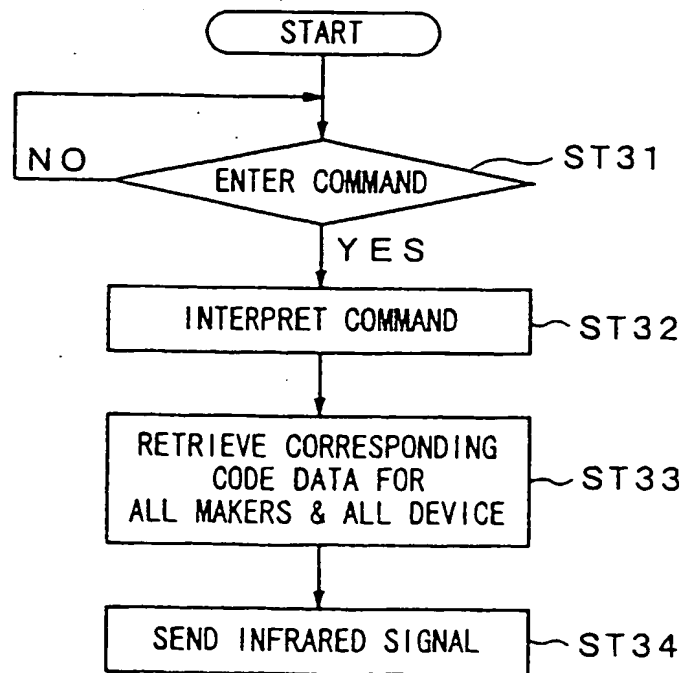 START
NO
ENTER COMMAND
ST31
YES
INTERPRET COMMAND
ST32
RETRIEVE CORRESPONDING
CODE DATA FOR
ALL MAKERS & ALL DEVICE
ST33
SEND INFRARED SIGNAL
ST34